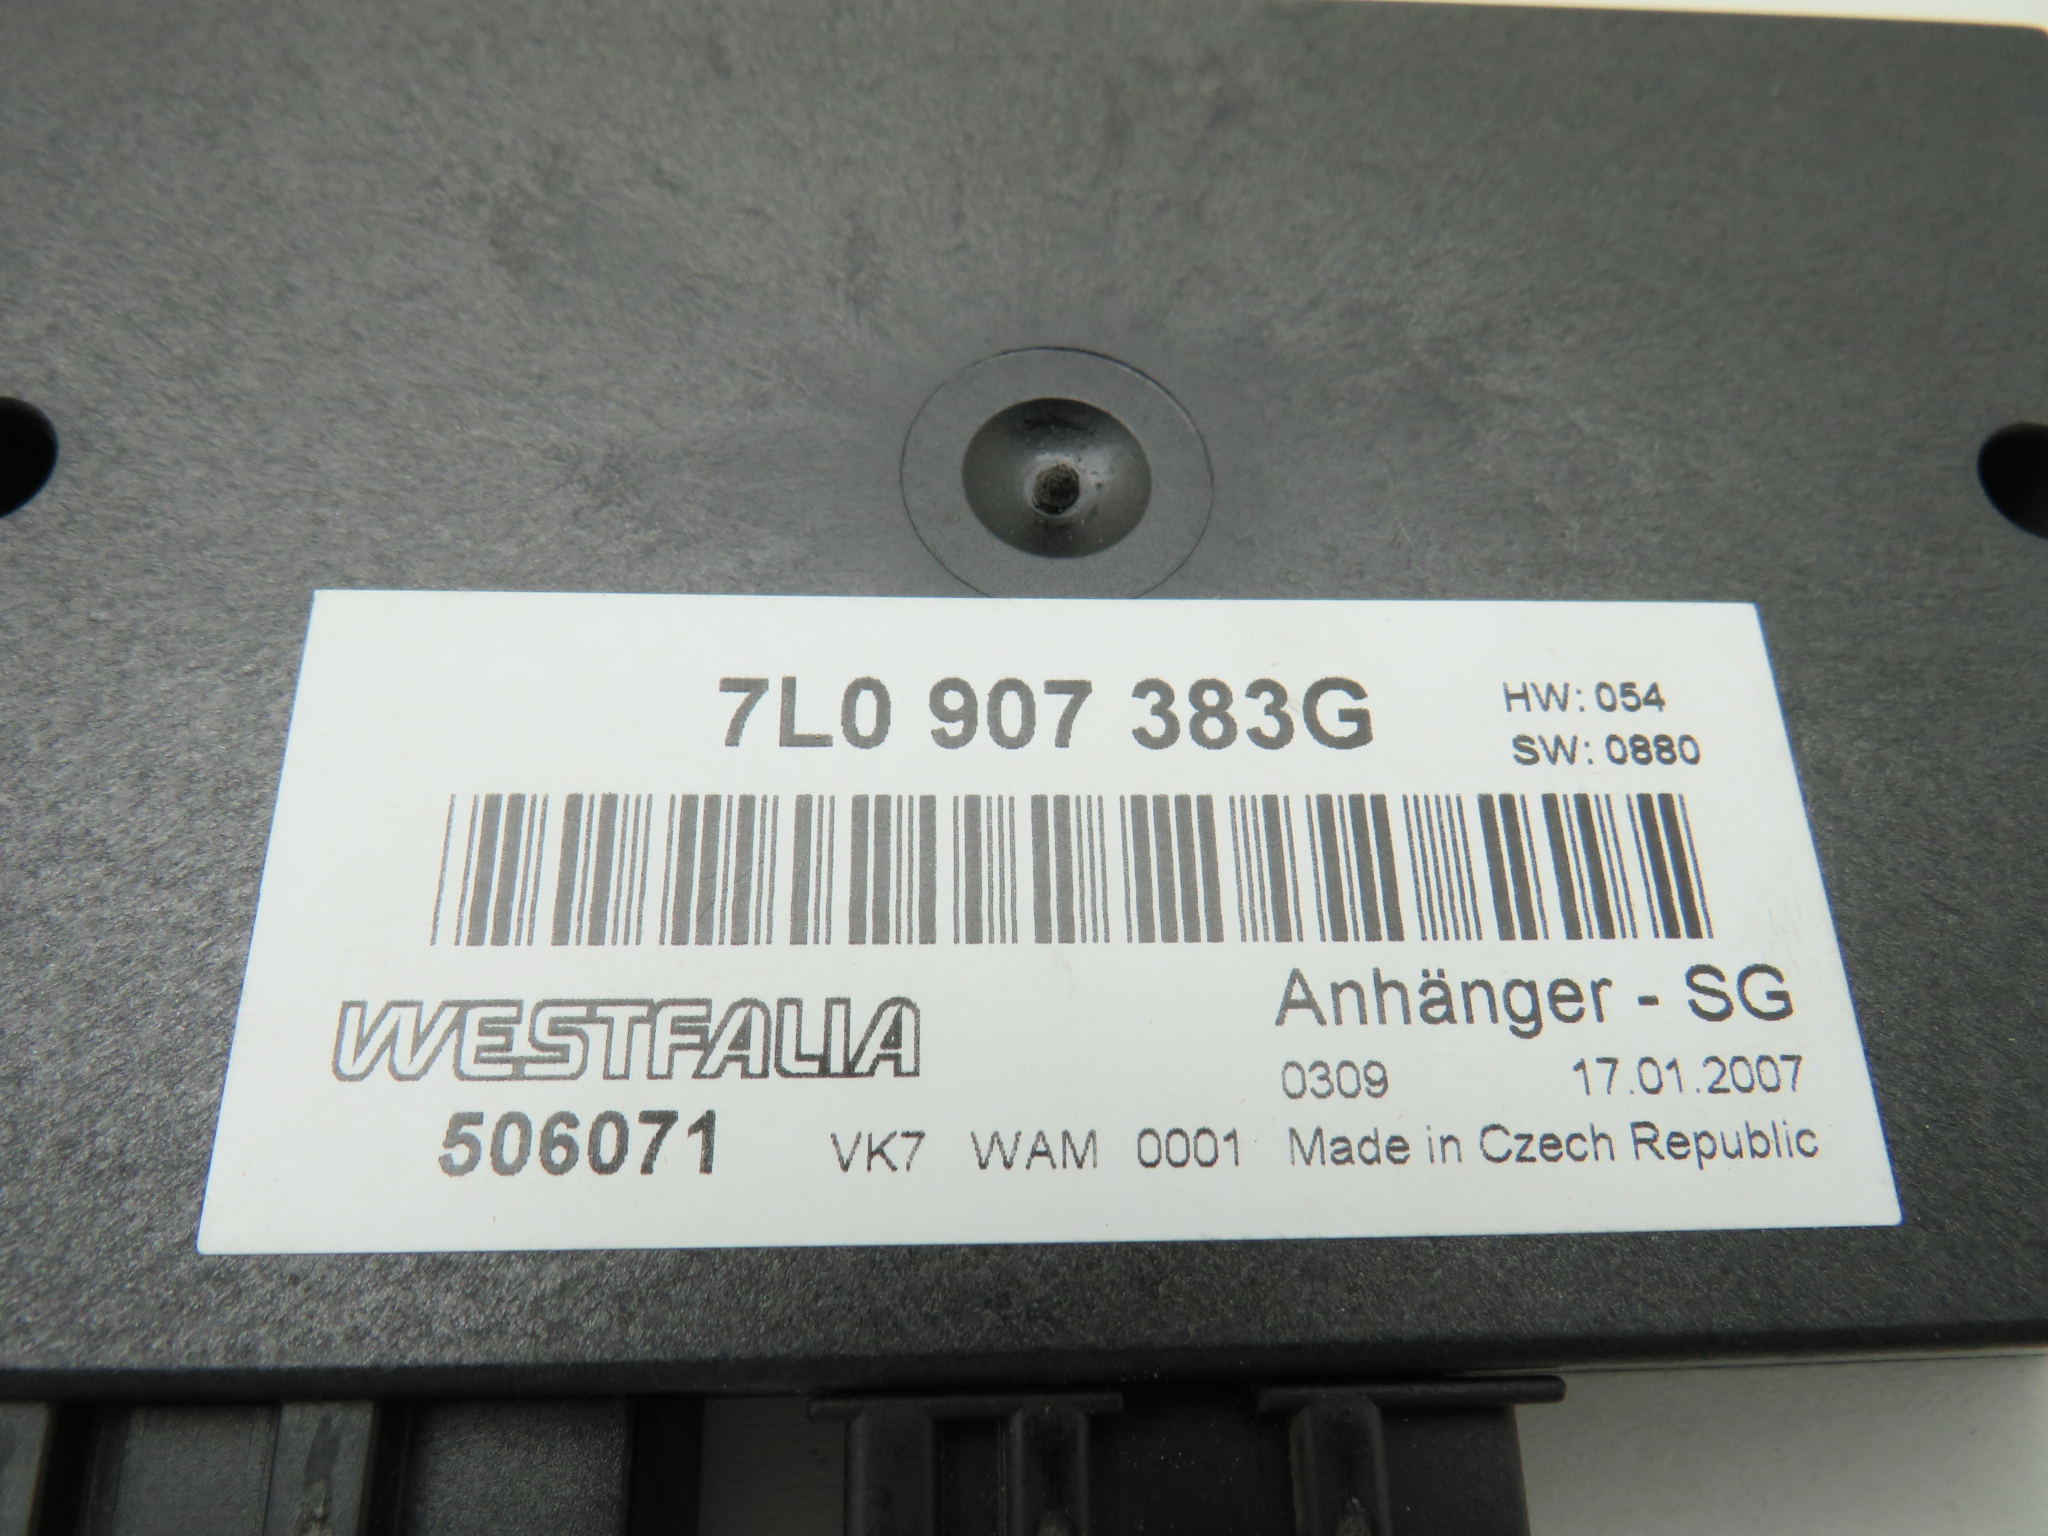 7L0 907 383G
HW: 054
SW: 0880
WESTFALIA
Anhänger - SG
0309 17.01.2007
506071 VK7 WAM 0001 Made in Czech Republic